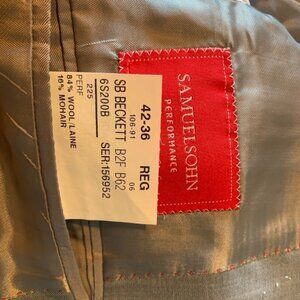 42-36 REG
106-91 06
SB BECKETT B2F B62
6S200B SER:156952
225
PERF
84% WOOL/LAINE
16% MOHAIR
SAMUELSOHN
PERFORMANCE